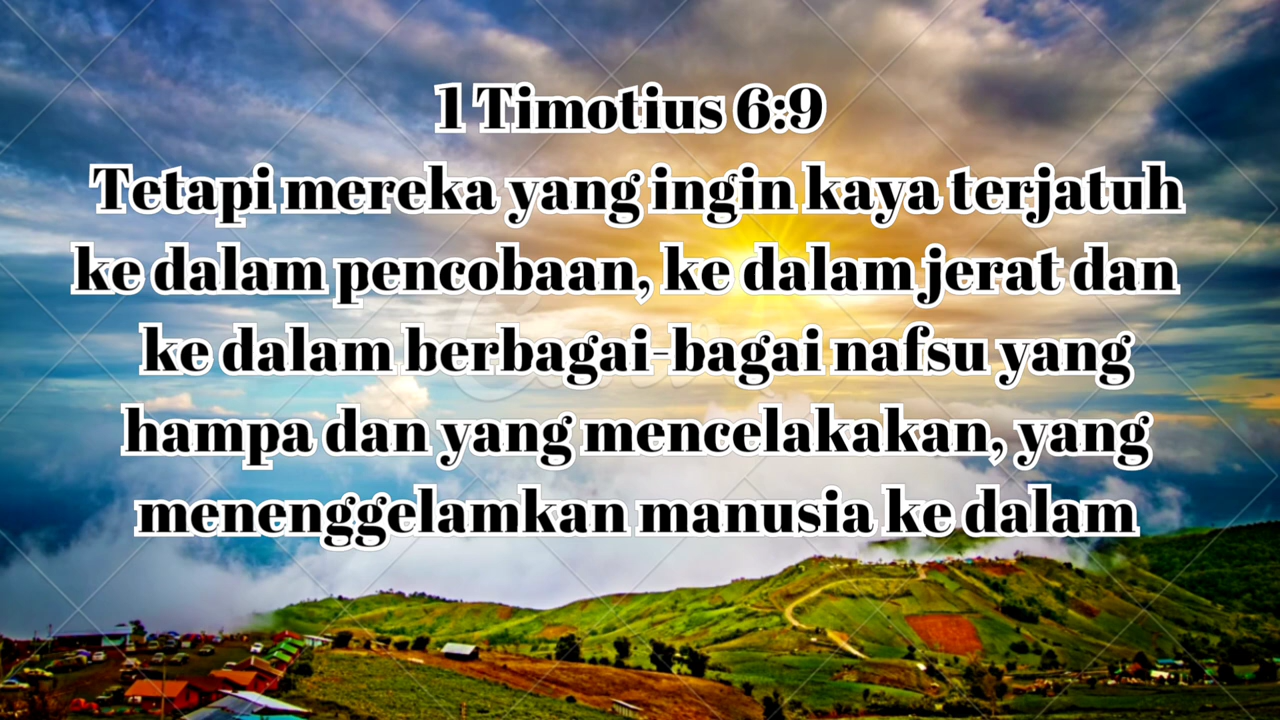 1 Timotius 6:9
Tetapi mereka yang ingin kaya terjatuh
ke dalam pencobaan, ke dalam jerat dan
ke dalam berbagai-bagai nafsu yang
hampa dan yang mencelakakan, yang
menenggelamkan manusia ke dalam